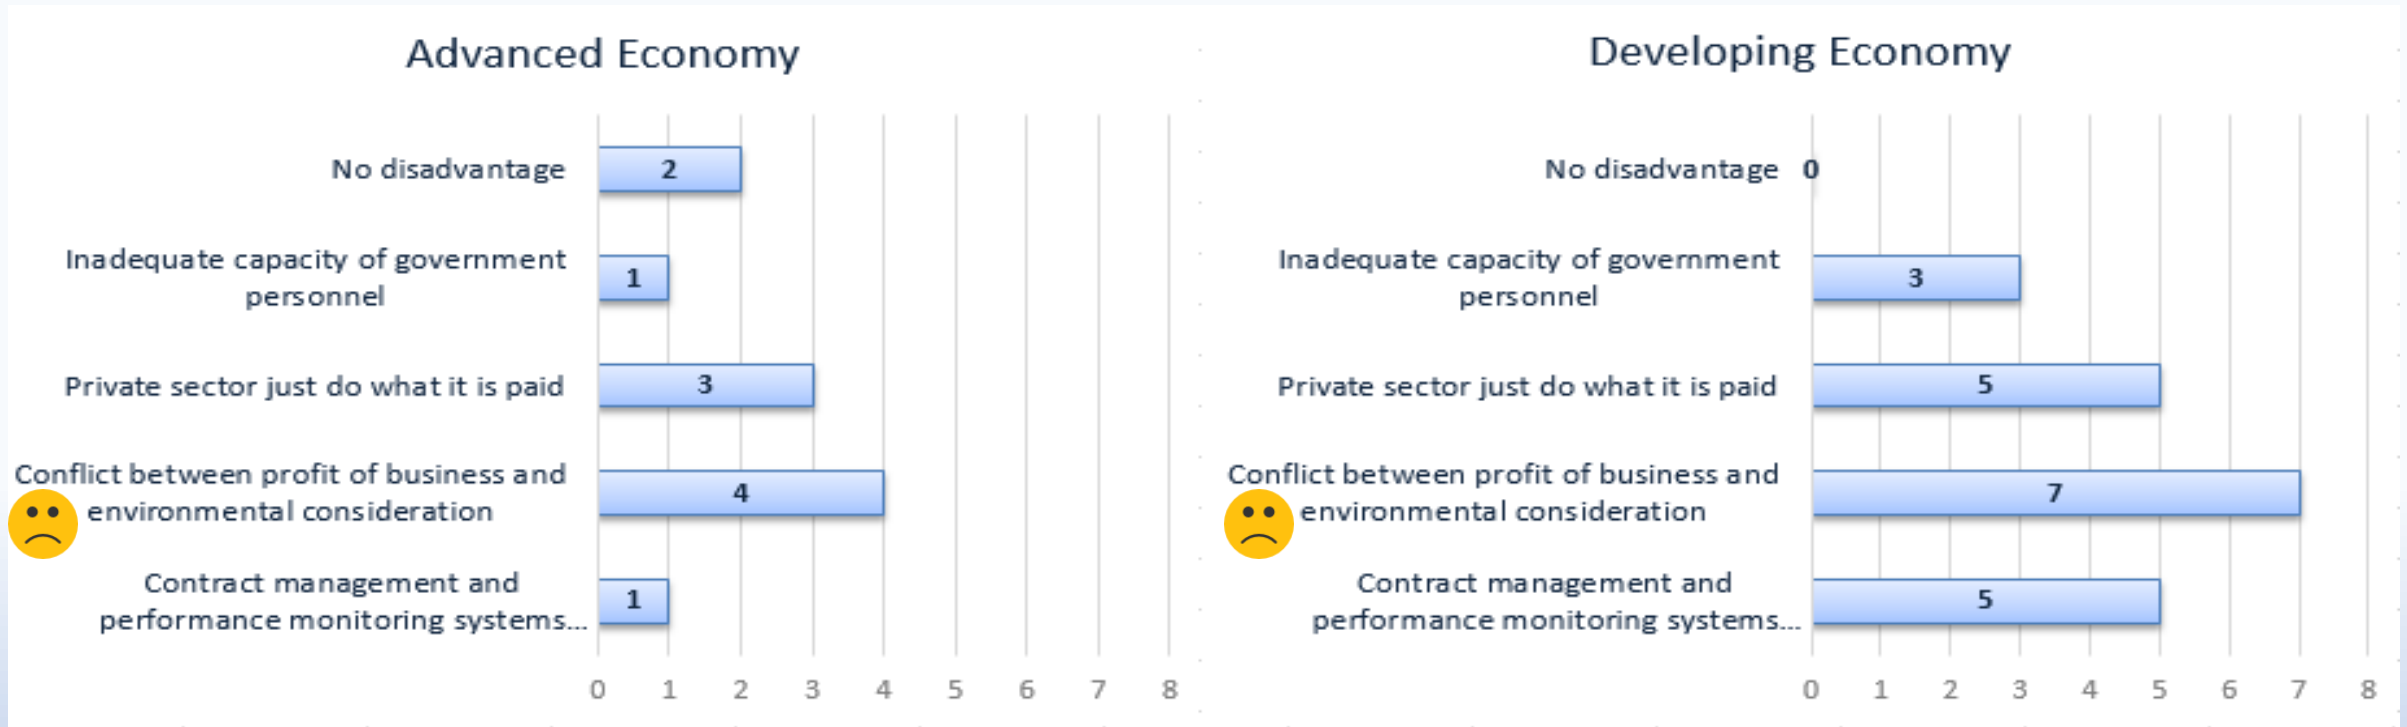 Advanced Economy
No disadvantage
2
Inadequate capacity of government
personnel
1
Private sector just do what it is paid
3
Conflict between profit of business and
environmental consideration
4
Contract management and
performance monitoring systems...
1
0 1 2 3 4 5 6 7 8
Developing Economy
No disadvantage
0
Inadequate capacity of government
personnel
3
Private sector just do what it is paid
5
Conflict between profit of business and
environmental consideration
7
Contract management and
performance monitoring systems...
5
0 1 2 3 4 5 6 7 8